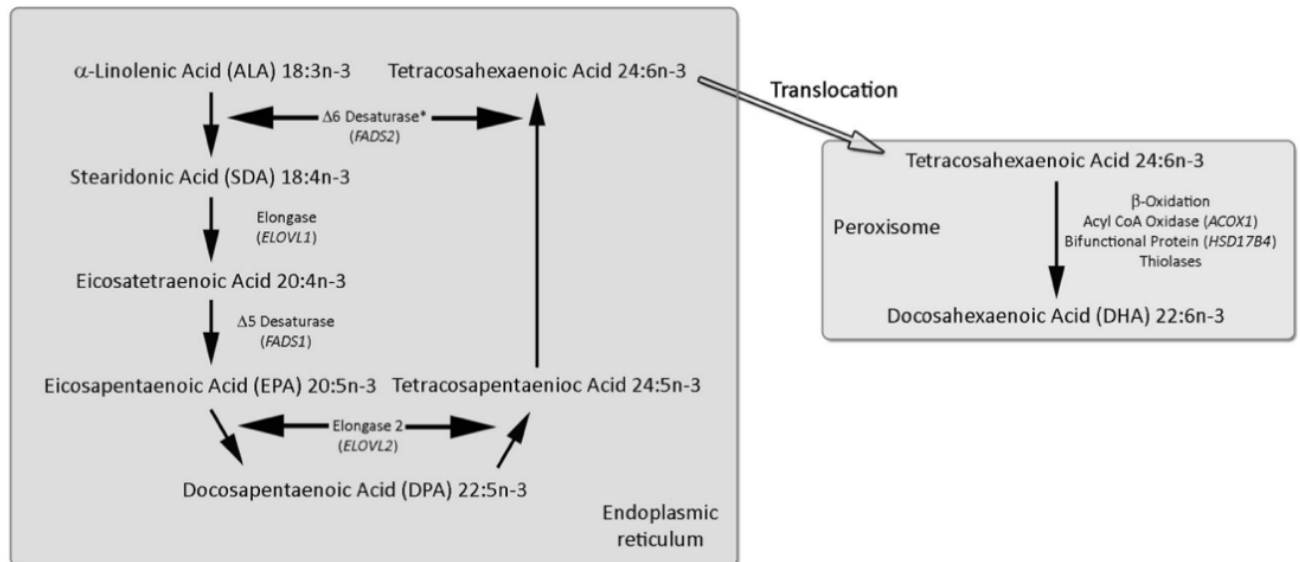 α-Linolenic Acid (ALA) 18:3n-3
Tetracosahexaenoic Acid 24:6n-3
Δ6 Desaturase*
(FADS2)
Stearidonic Acid (SDA) 18:4n-3
Elongase
(ELOVL1)
Eicosatetraenoic Acid 20:4n-3
Δ5 Desaturase
(FADS1)
Eicosapentaenoic Acid (EPA) 20:5n-3
Tetracosapentaenioc Acid 24:5n-3
Elongase 2
(ELOVL2)
Docosapentaenoic Acid (DPA) 22:5n-3
Endoplasmic
reticulum
Translocation
Tetracosahexaenoic Acid 24:6n-3
Peroxisome
β-Oxidation
Acyl CoA Oxidase (ACOX1)
Bifunctional Protein (HSD17B4)
Thiolases
Docosahexaenoic Acid (DHA) 22:6n-3